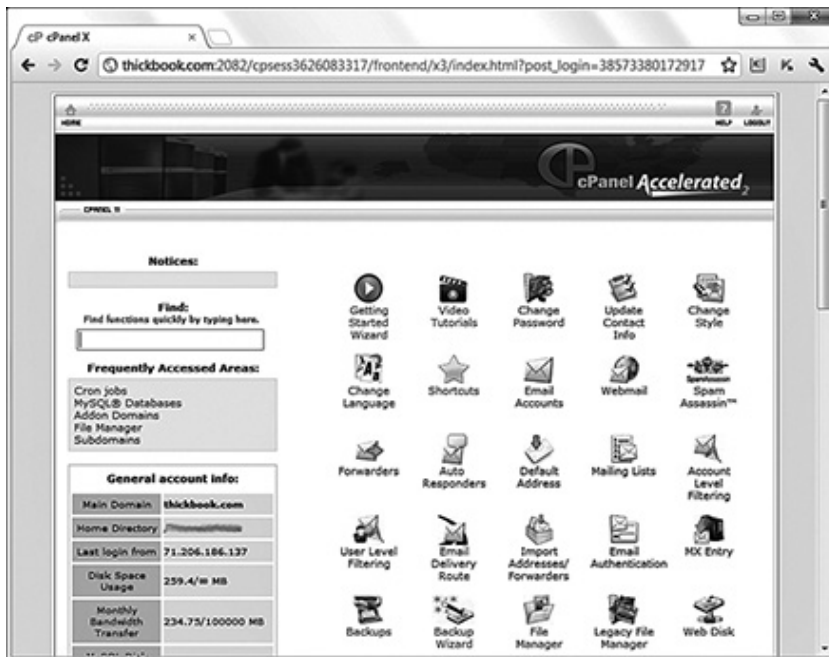 cP cPanel X
thickbook.com:2082/cpsess3626083317/frontend/x3/index.html?post_login=38573380172917
HOME
HELP LOGOUT
cPanel Accelerated2
CPANEL 11
Notices:
Find:
Find functions quickly by typing here.
Frequently Accessed Areas:
Cron jobs
MySQL® Databases
Addon Domains
File Manager
Subdomains
General account info:
Main Domain thickbook.com
Home Directory
Last login from 71.206.186.137
Disk Space
Usage
259.4/∞ MB
Monthly
Bandwidth
Transfer
234.75/100000 MB
Getting
Started
Wizard
Video
Tutorials
Change
Password
Update
Contact
Info
Change
Style
Change
Language
Shortcuts
Email
Accounts
Webmail
SpamAssassin
Spam
Assassin™
Forwarders
Auto
Responders
Default
Address
Mailing Lists
Account
Level
Filtering
User Level
Filtering
Email
Delivery
Route
Import
Addresses/
Forwarders
Email
Authentication
MX Entry
Backups
Backup
Wizard
File
Manager
Legacy File
Manager
Web Disk